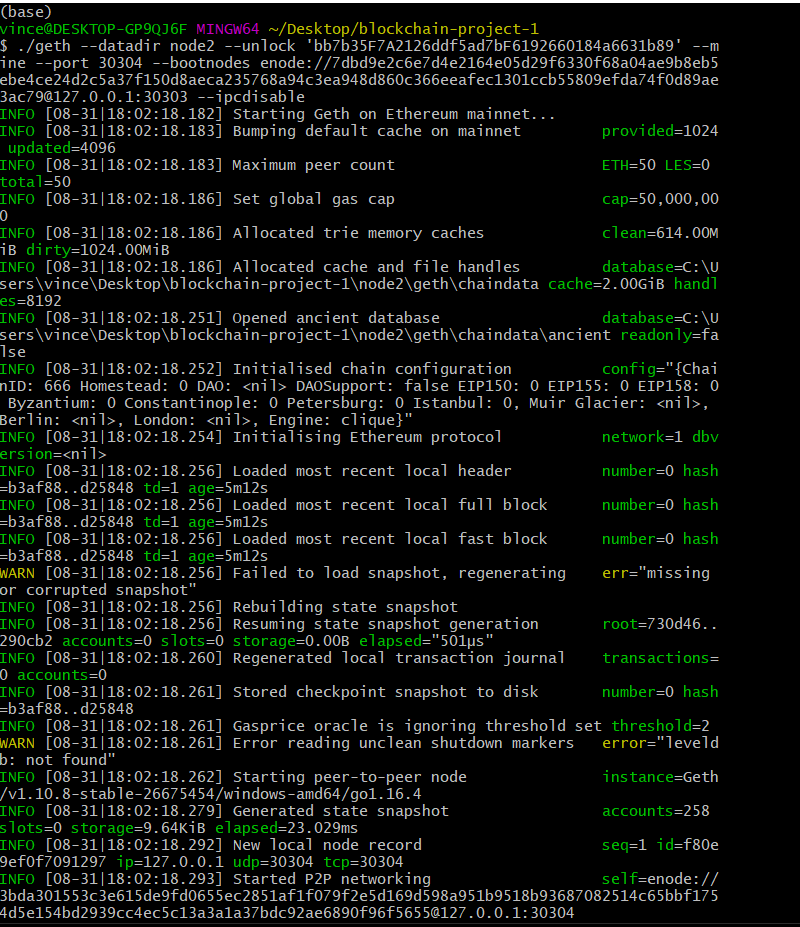 (base)
vince@DESKTOP-GP9QJ6F MINGW64 ~/Desktop/blockchain-project-1
$ ./geth --datadir node2 --unlock 'bb7b35F7A2126ddf5ad7bF6192660184a6631b89' --m
ine --port 30304 --bootnodes enode://7dbd9e2c6e7d4e2164e05d29f6330f68a04ae9b8eb5
ebe4ce24d2c5a37f150d8aeca235768a94c3ea948d860c366eeafec1301ccb55809efda74f0d89ae
3ac79@127.0.0.1:30303 --ipcdisable
INFO [08-31|18:02:18.182] Starting Geth on Ethereum mainnet...
INFO [08-31|18:02:18.183] Bumping default cache on mainnet         provided=1024
 updated=4096
INFO [08-31|18:02:18.183] Maximum peer count                       ETH=50 LES=0
total=50
INFO [08-31|18:02:18.186] Set global gas cap                       cap=50,000,00
0
INFO [08-31|18:02:18.186] Allocated trie memory caches             clean=614.00M
iB dirty=1024.00MiB
INFO [08-31|18:02:18.186] Allocated cache and file handles         database=C:\U
sers\vince\Desktop\blockchain-project-1\node2\geth\chaindata cache=2.00GiB handl
es=8192
INFO [08-31|18:02:18.251] Opened ancient database                  database=C:\U
sers\vince\Desktop\blockchain-project-1\node2\geth\chaindata\ancient readonly=fa
lse
INFO [08-31|18:02:18.252] Initialised chain configuration          config="{Chai
nID: 666 Homestead: 0 DAO: <nil> DAOSupport: false EIP150: 0 EIP155: 0 EIP158: 0
 Byzantium: 0 Constantinople: 0 Petersburg: 0 Istanbul: 0, Muir Glacier: <nil>,
Berlin: <nil>, London: <nil>, Engine: clique}"
INFO [08-31|18:02:18.254] Initialising Ethereum protocol           network=1 dbv
ersion=<nil>
INFO [08-31|18:02:18.256] Loaded most recent local header          number=0 hash
=b3af88..d25848 td=1 age=5m12s
INFO [08-31|18:02:18.256] Loaded most recent local full block      number=0 hash
=b3af88..d25848 td=1 age=5m12s
INFO [08-31|18:02:18.256] Loaded most recent local fast block      number=0 hash
=b3af88..d25848 td=1 age=5m12s
WARN [08-31|18:02:18.256] Failed to load snapshot, regenerating    err="missing
or corrupted snapshot"
INFO [08-31|18:02:18.256] Rebuilding state snapshot
INFO [08-31|18:02:18.256] Resuming state snapshot generation       root=730d46..
290cb2 accounts=0 slots=0 storage=0.00B elapsed="501µs"
INFO [08-31|18:02:18.260] Regenerated local transaction journal    transactions=
0 accounts=0
INFO [08-31|18:02:18.261] Stored checkpoint snapshot to disk       number=0 hash
=b3af88..d25848
INFO [08-31|18:02:18.261] Gasprice oracle is ignoring threshold set threshold=2
WARN [08-31|18:02:18.261] Error reading unclean shutdown markers   error="leveld
b: not found"
INFO [08-31|18:02:18.262] Starting peer-to-peer node               instance=Geth
/v1.10.8-stable-26675454/windows-amd64/go1.16.4
INFO [08-31|18:02:18.279] Generated state snapshot                 accounts=258
slots=0 storage=9.64KiB elapsed=23.029ms
INFO [08-31|18:02:18.292] New local node record                    seq=1 id=f80e
9ef0f7091297 ip=127.0.0.1 udp=30304 tcp=30304
INFO [08-31|18:02:18.293] Started P2P networking                   self=enode://
3bda301553c3e615de9fd0655ec2851af1f079f2e5d169d598a951b9518b93687082514c65bbf175
4d5e154bd2939cc4ec5c13a3a1a37bdc92ae6890f96f5655@127.0.0.1:30304